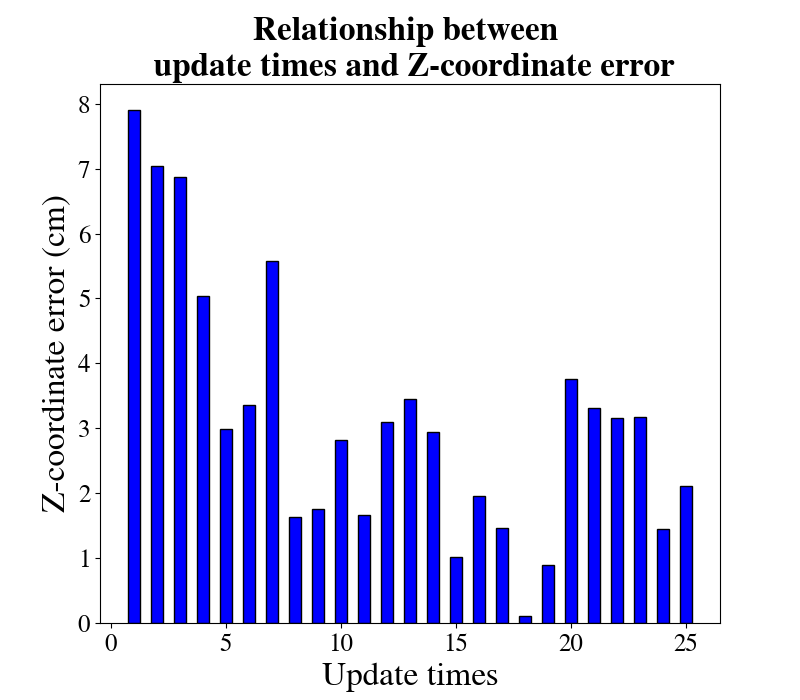 Relationship between
update times and Z-coordinate error
8
7
6
5
4
3
2
1
0
Z-coordinate error (cm)
0 5 10 15 20 25
Update times